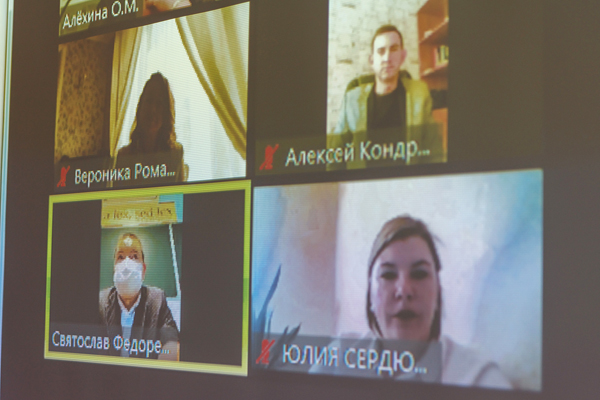 Алёхина О.М.
Вероника Рома...
Алексей Кондр...
Святослав Федоре...
ЮЛИЯ СЕРДЮ...